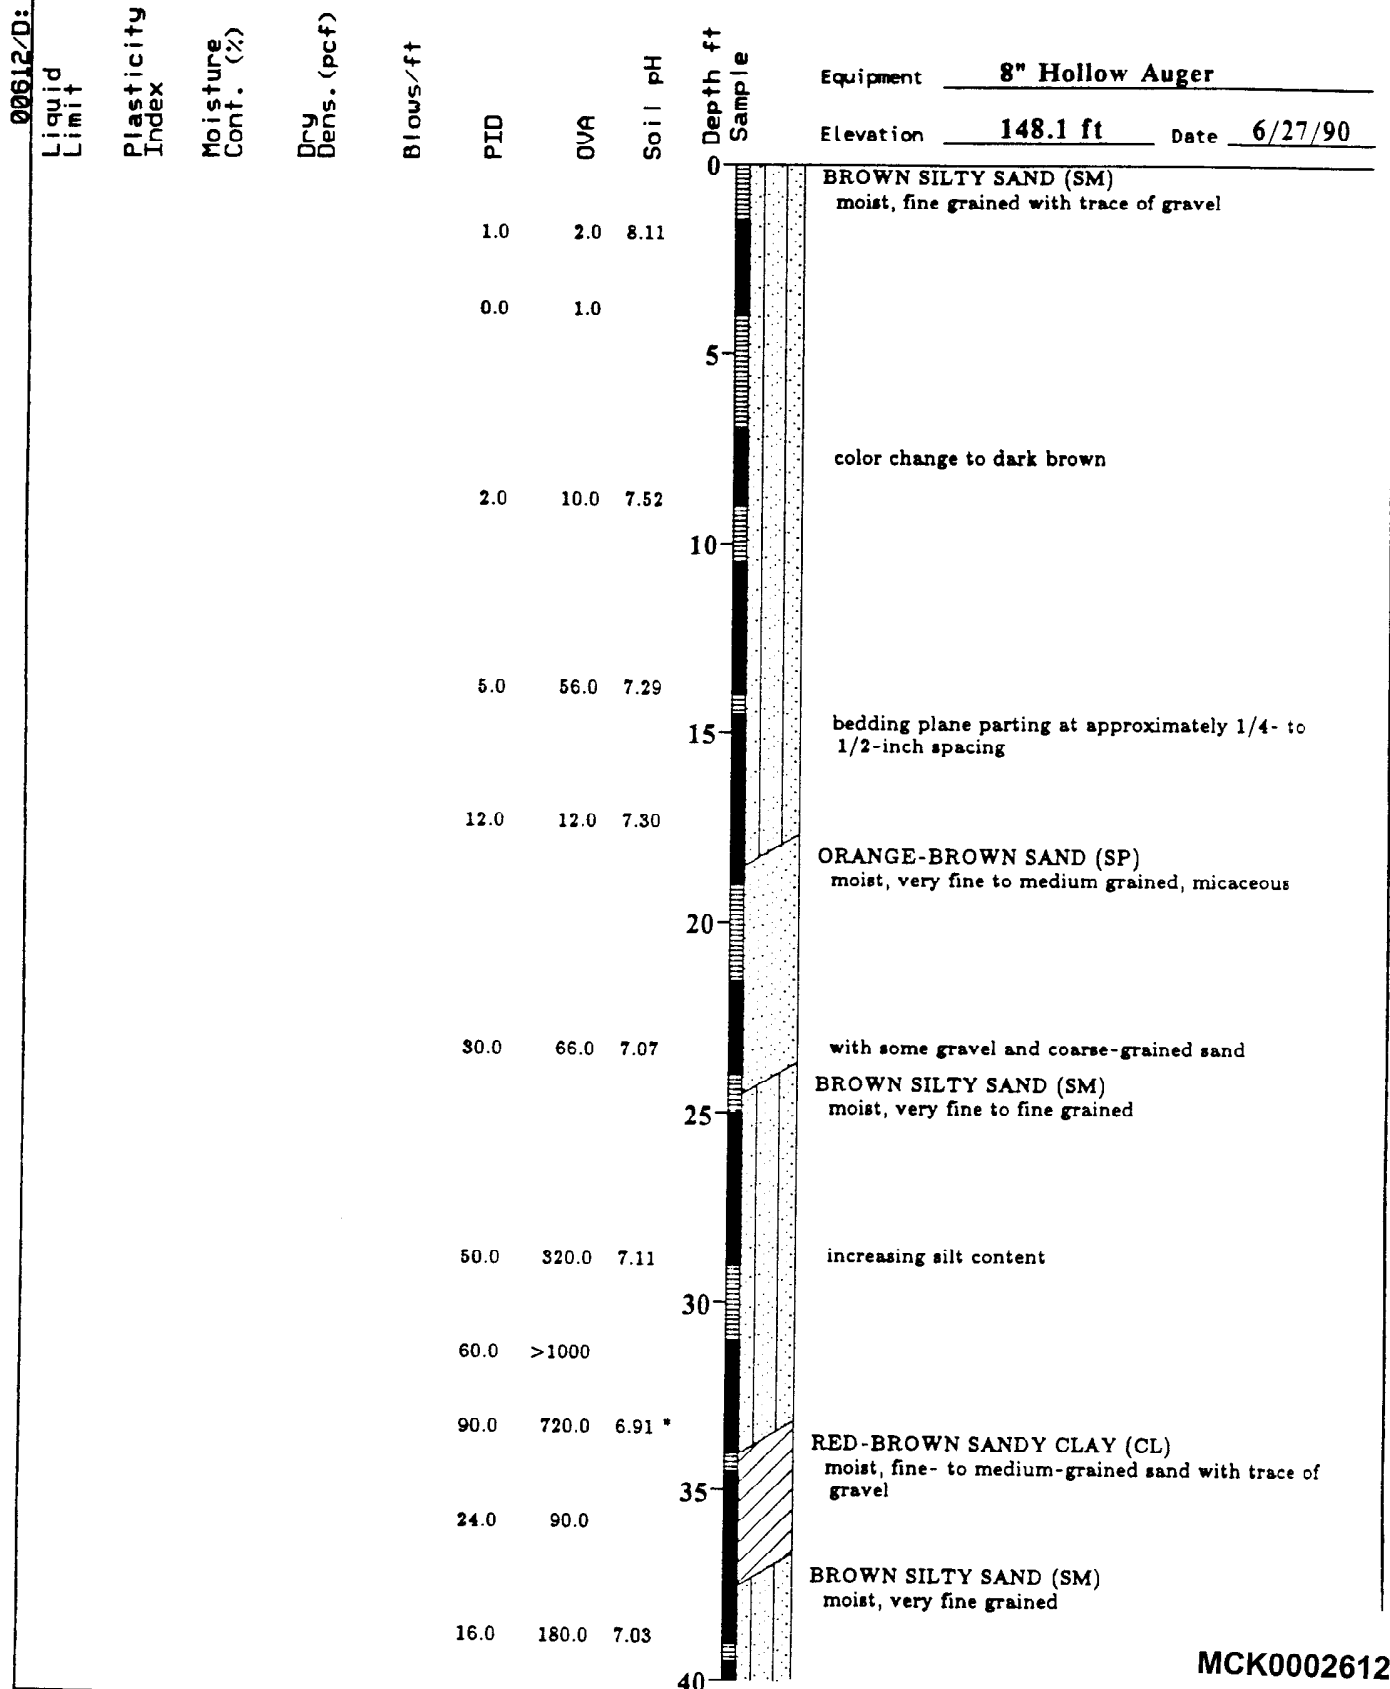 00612/D:
Liquid
Limit
Plasticity
Index
Moisture
Cont. (%)
Dry
Dens. (pcf)
Blows/ft
PID
OVA
Soil pH
Depth ft
Sample
Equipment 8" Hollow Auger
Elevation 148.1 ft Date 6/27/90
0
BROWN SILTY SAND (SM)
moist, fine grained with trace of gravel
1.0 2.0 8.11
0.0 1.0
5
color change to dark brown
2.0 10.0 7.52
10
5.0 56.0 7.29
15
bedding plane parting at approximately 1/4- to
1/2-inch spacing
12.0 12.0 7.30
ORANGE-BROWN SAND (SP)
moist, very fine to medium grained, micaceous
20
30.0 66.0 7.07 with some gravel and coarse-grained sand
BROWN SILTY SAND (SM)
moist, very fine to fine grained
25
50.0 320.0 7.11 increasing silt content
30
60.0 >1000
90.0 720.0 6.91 *
RED-BROWN SANDY CLAY (CL)
moist, fine- to medium-grained sand with trace of
gravel
35
24.0 90.0
BROWN SILTY SAND (SM)
moist, very fine grained
16.0 180.0 7.03
40
MCK0002612